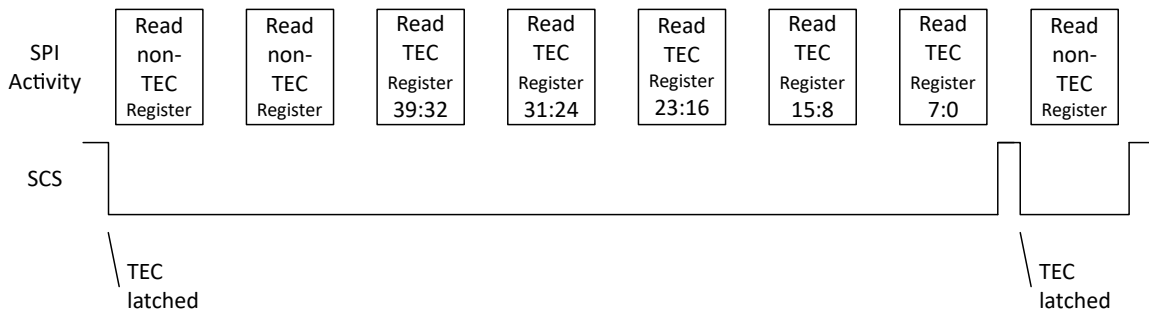 SPI
Activity
Read
non-
TEC
Register
Read
non-
TEC
Register
Read
TEC
Register
39:32
Read
TEC
Register
31:24
Read
TEC
Register
23:16
Read
TEC
Register
15:8
Read
TEC
Register
7:0
Read
non-
TEC
Register
SCS
TEC
latched
TEC
latched